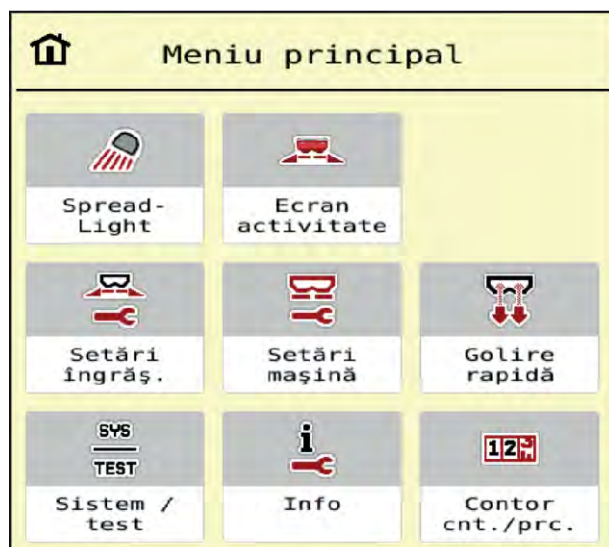 Meniu principal
Spread-
Light
Ecran
activitate
Setări
îngrăş.
Setări
maşină
Golire
rapidă
SYS
TEST
Sistem /
test
i
Info
123
Contor
cnt./prc.